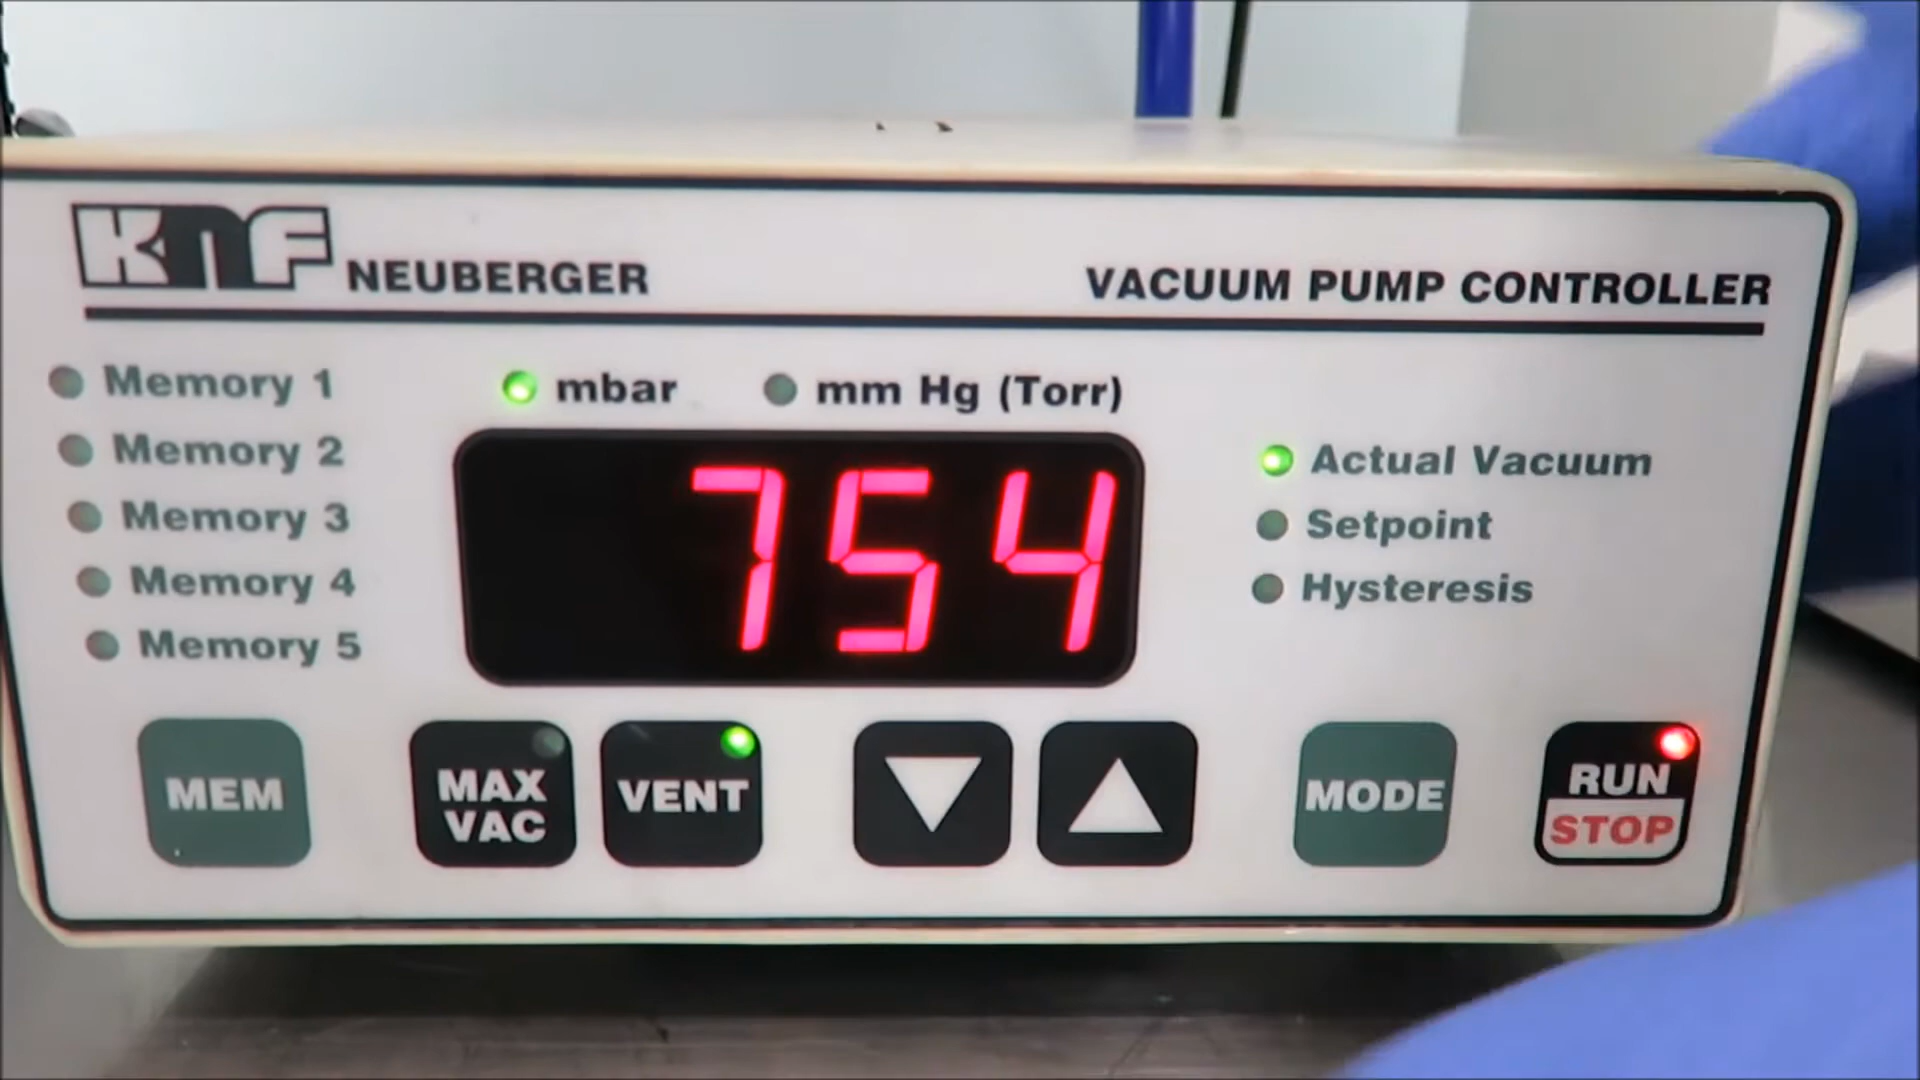 KNF NEUBERGER
VACUUM PUMP CONTROLLER
Memory 1
Memory 2
Memory 3
Memory 4
Memory 5
mbar
mm Hg (Torr)
754
Actual Vacuum
Setpoint
Hysteresis
MEM
MAX
VAC
VENT
MODE
RUN
STOP